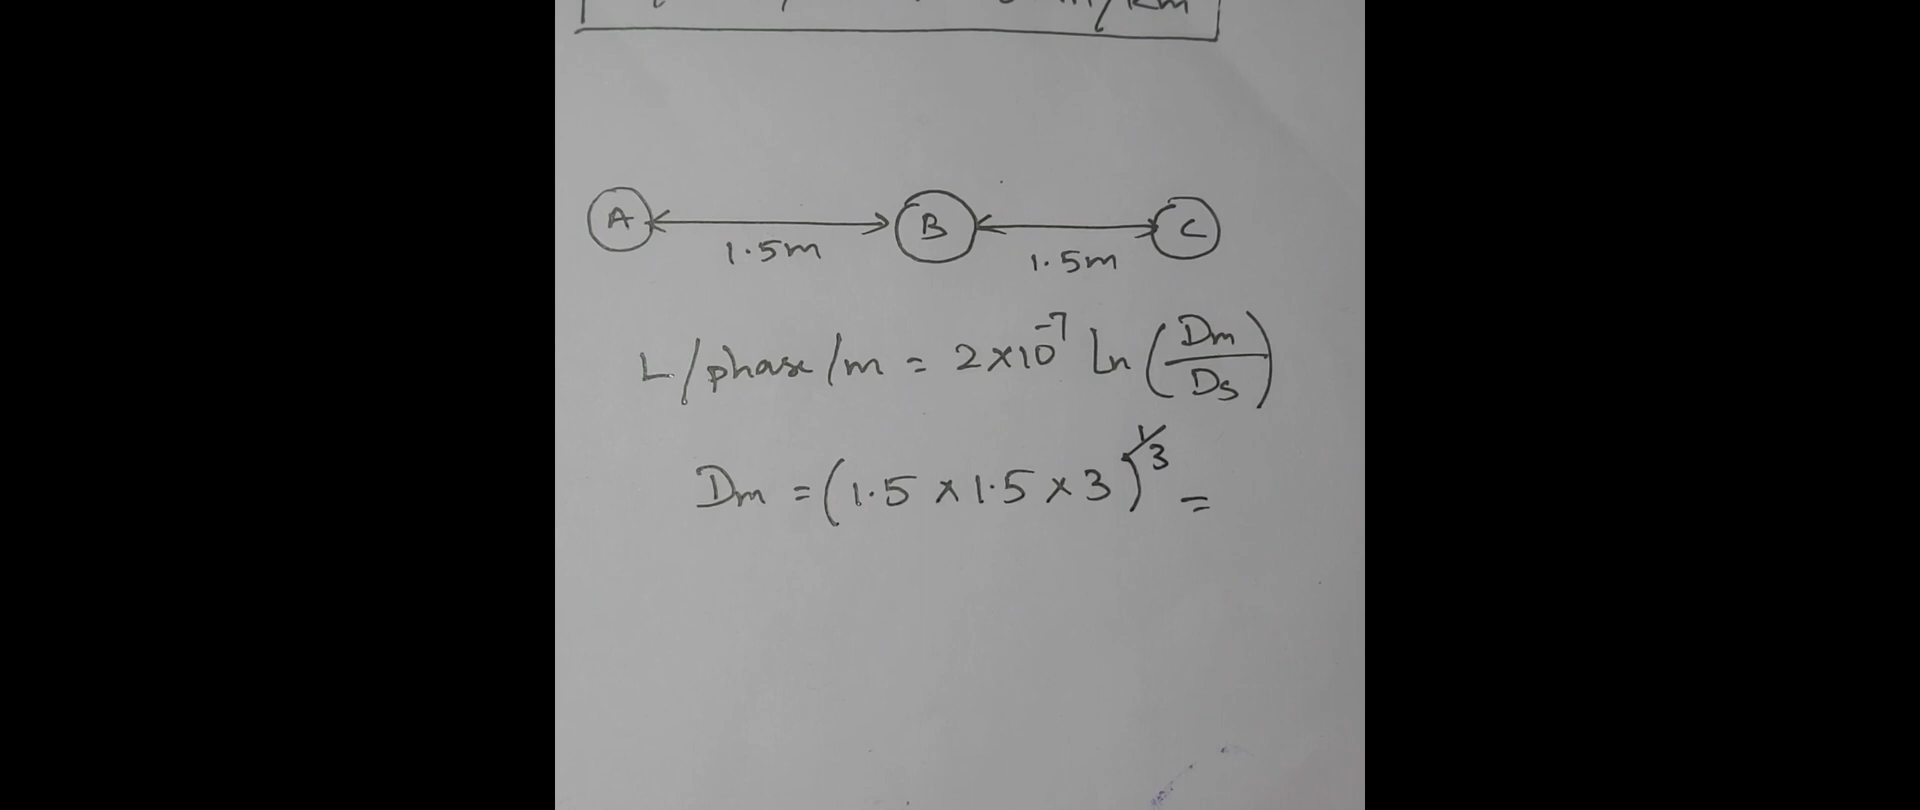 m/km
A B C
1.5m 1.5m
L/phase/m = 2×10⁻⁷ ln (Dm/Ds)
Dm = (1.5 × 1.5 × 3)^1/3 =